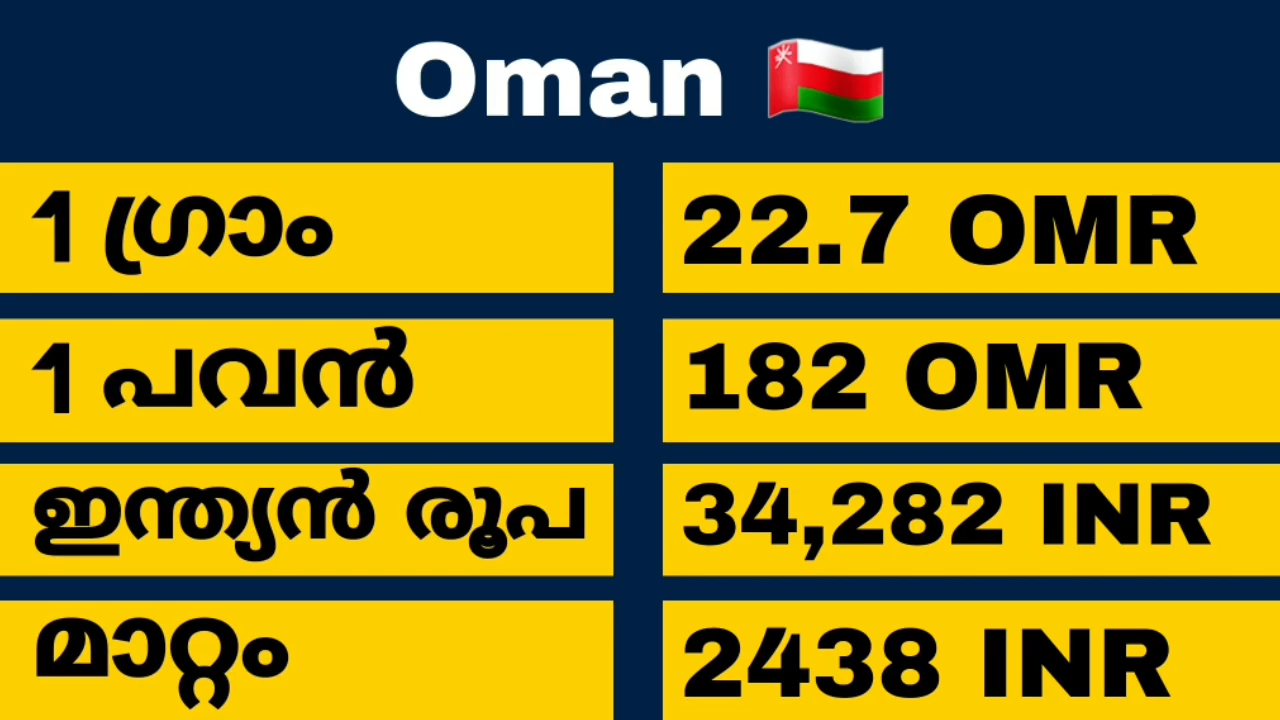 Oman 🇴🇲
1 ഗ്രാം 22.7 OMR
1 പവൻ 182 OMR
ഇന്ത്യൻ രൂപ 34,282 INR
മാറ്റം 2438 INR